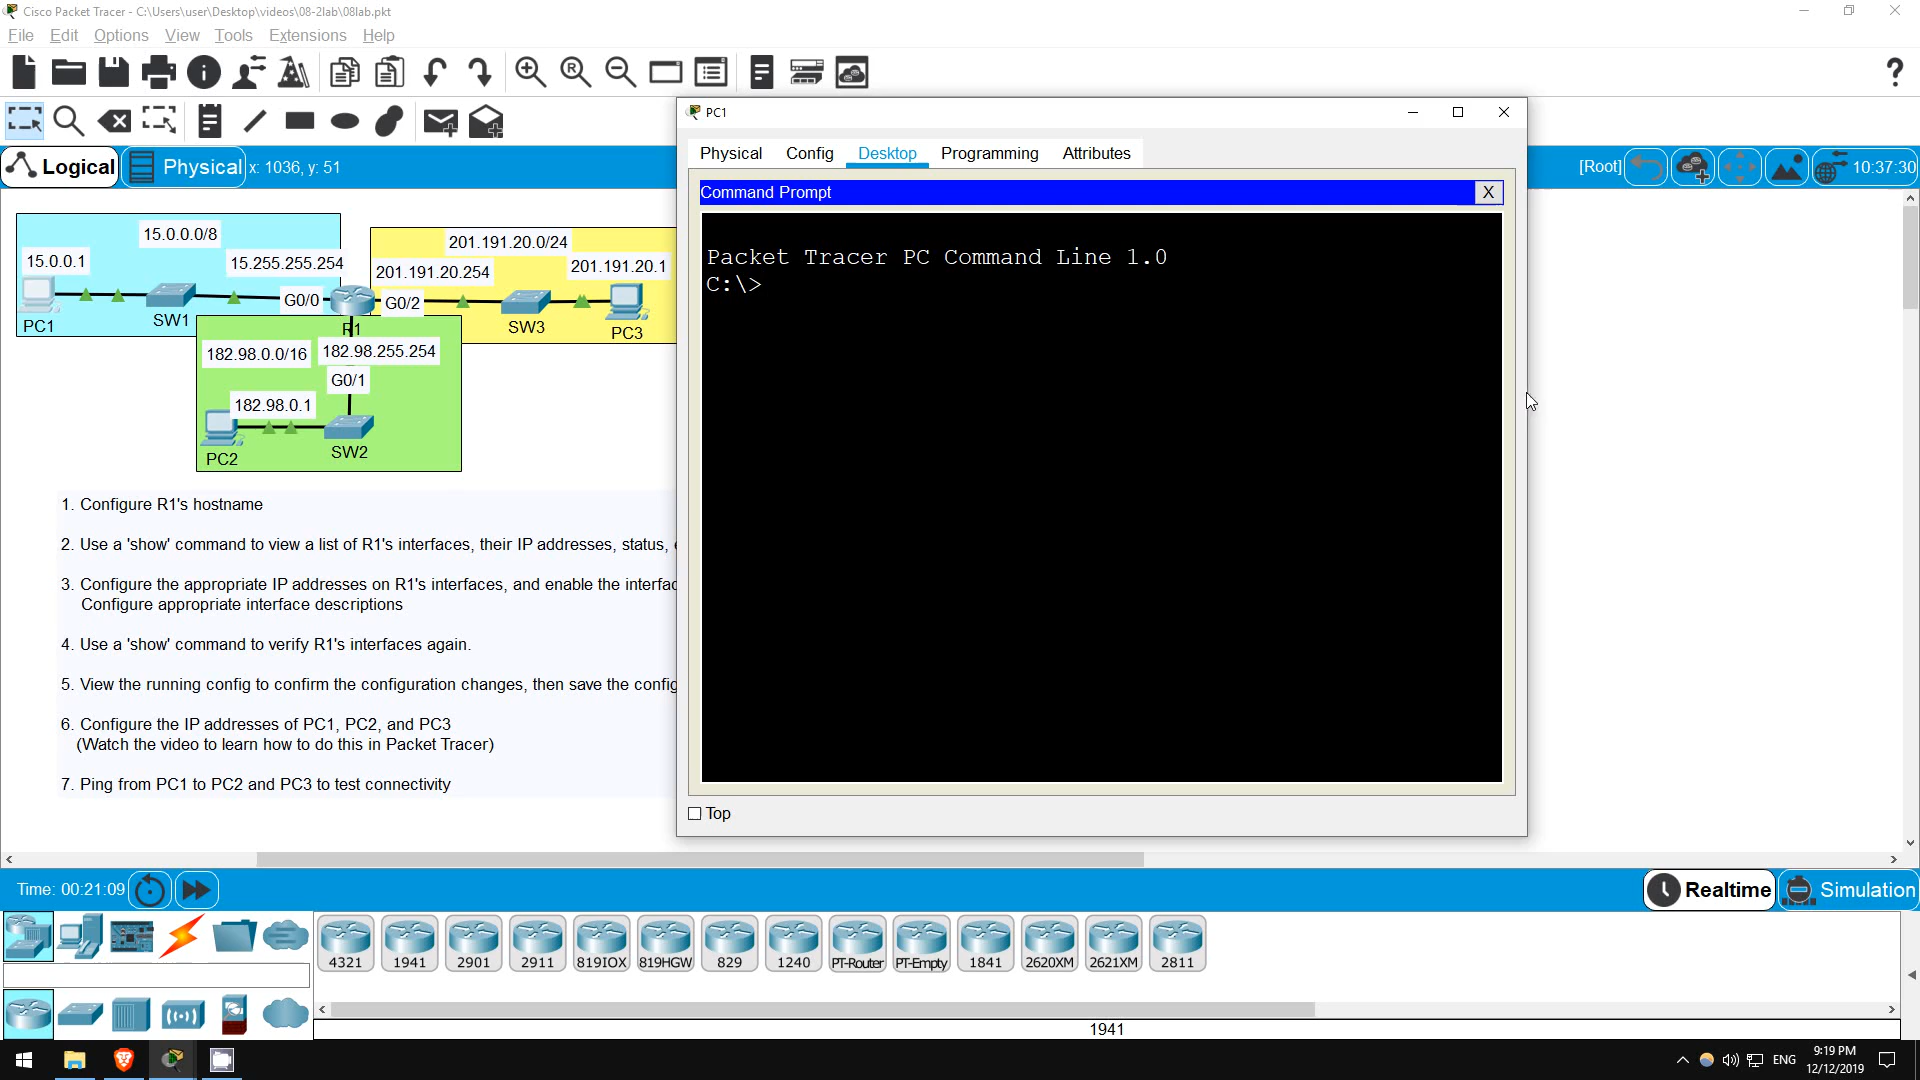 Cisco Packet Tracer - C:\Users\user\Desktop\videos\08-2lab\08lab.pkt
File Edit Options View Tools Extensions Help
PC1
Logical Physical x: 1036, y: 51
[Root] 10:37:30
Physical Config Desktop Programming Attributes
Command Prompt X
Packet Tracer PC Command Line 1.0
C:\>
Top
15.0.0.0/8
15.0.0.1
15.255.255.254
G0/0
PC1
SW1
201.191.20.0/24
201.191.20.254
201.191.20.1
G0/2
R1
SW3
PC3
182.98.0.0/16
182.98.255.254
G0/1
182.98.0.1
PC2
SW2
1. Configure R1's hostname
2. Use a 'show' command to view a list of R1's interfaces, their IP addresses, status,
3. Configure the appropriate IP addresses on R1's interfaces, and enable the interfac
Configure appropriate interface descriptions
4. Use a 'show' command to verify R1's interfaces again.
5. View the running config to confirm the configuration changes, then save the config
6. Configure the IP addresses of PC1, PC2, and PC3
(Watch the video to learn how to do this in Packet Tracer)
7. Ping from PC1 to PC2 and PC3 to test connectivity
Time: 00:21:09
Realtime Simulation
4321 1941 2901 2911 819IOX 819HGW 829 1240 PT-Router PT-Empty 1841 2620XM 2621XM 2811
1941
ENG
9:19 PM
12/12/2019